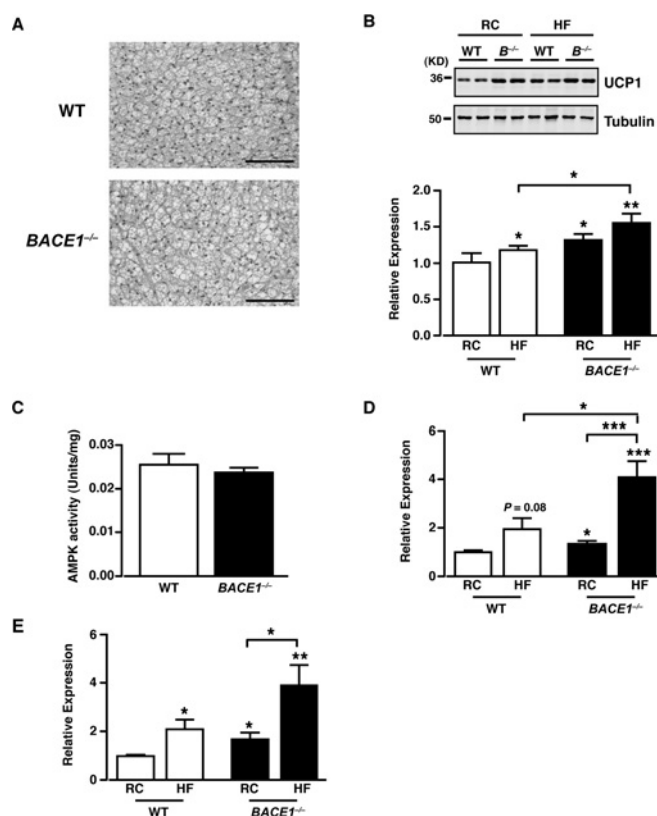 A
WT
BACE1–/–
B
RC HF
WT B–/– WT B–/–
(KD)
36 UCP1
50 Tubulin
Relative Expression
2.0
1.5
1.0
0.5
0.0
* * ** *
RC HF RC HF
WT BACE1–/–
C
AMPK activity (Units/mg)
0.03
0.02
0.01
0.00
WT BACE1–/–
D
Relative Expression
6
4
2
0
*
***
***
P = 0.08
*
RC HF RC HF
WT BACE1–/–
E
Relative Expression
6
4
2
0
*
**
*
*
RC HF RC HF
WT BACE1–/–